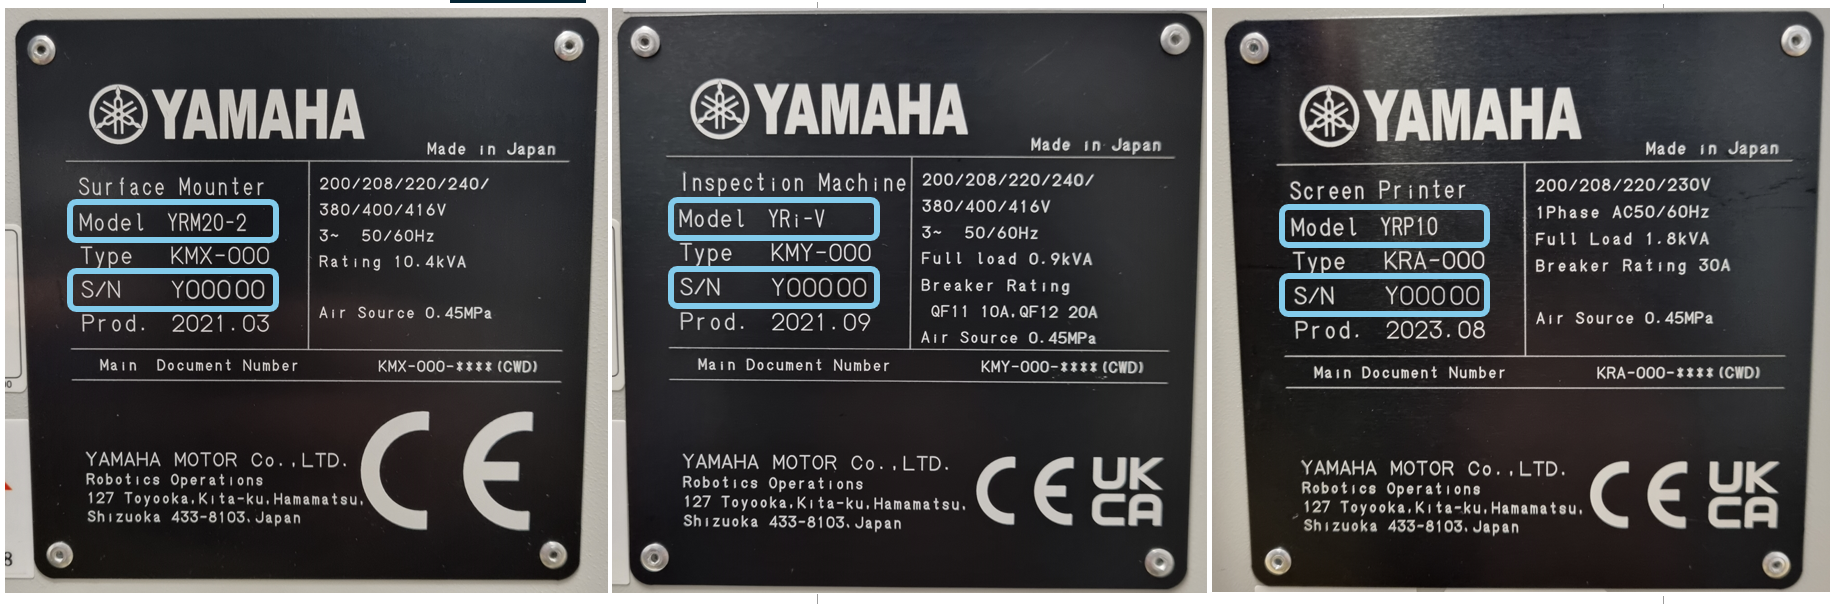 YAMAHA
Made in Japan
Surface Mounter
Model YRM20-2
Type KMX-000
S/N Y00000
Prod. 2021.03
200/208/220/240/
380/400/416V
3~ 50/60Hz
Rating 10.4kVA
Air Source 0.45MPa
Main Document Number KMX-000-****(CWD)
YAMAHA MOTOR Co.,LTD.
Robotics Operations
127 Toyooka,Kita-ku,Hamamatsu,
Shizuoka 433-8103,Japan
CE
8
YAMAHA
Made in Japan
Inspection Machine
Model YRi-V
Type KMY-000
S/N Y00000
Prod. 2021.09
200/208/220/240/
380/400/416V
3~ 50/60Hz
Full load 0.9kVA
Breaker Rating
QF11 10A,QF12 20A
Air Source 0.45MPa
Main Document Number KMY-000-****(CWD)
YAMAHA MOTOR Co.,LTD.
Robotics Operations
127 Toyooka,Kita-ku,Hamamatsu,
Shizuoka 433-8103,Japan
CE
UK
CA
YAMAHA
Made in Japan
Screen Printer
Model YRP10
Type KRA-000
S/N Y00000
Prod. 2023.08
200/208/220/230V
1Phase AC50/60Hz
Full Load 1.8kVA
Breaker Rating 30A
Air Source 0.45MPa
Main Document Number KRA-000-****(CWD)
YAMAHA MOTOR Co.,LTD.
Robotics Operations
127 Toyooka,Kita-ku,Hamamatsu,
Shizuoka 433-8103,Japan
CE
UK
CA